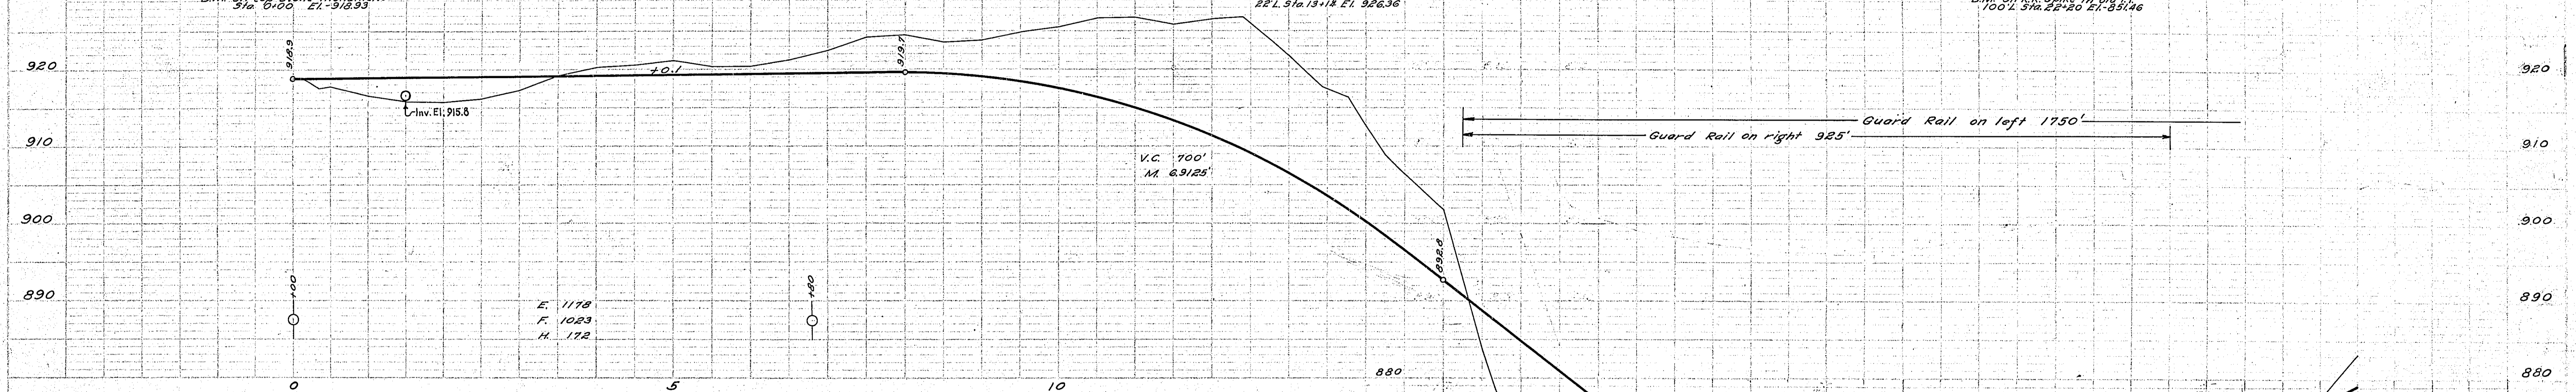 Sta. 0+00 El.-918.93
22'L. Sta. 13+18 El. 926.36
100'L Sta. 22+20 El.-851.46
918.9
919.7
920
+0.1
920
Inv. El. 915.8
Guard Rail on left 1750'
Guard Rail on right 925'
910
910
V.C. 700'
M. 6.9125'
900
900
892.8
890
+00
+80
890
E. 1178
F. 1023
H. 172
0
5
10
880
880